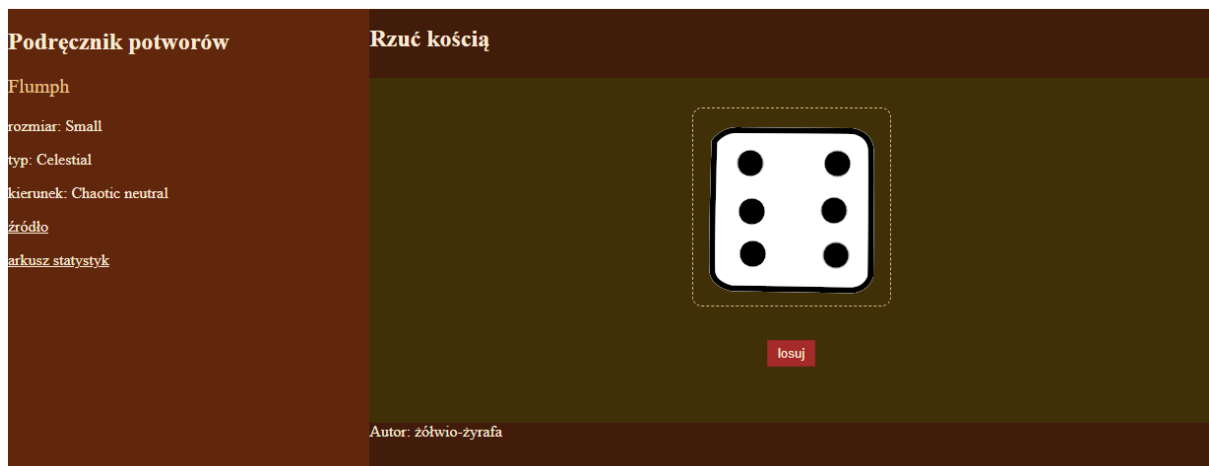 Podręcznik potworów
Flumph
rozmiar: Small
typ: Celestial
kierunek: Chaotic neutral
źródło
arkusz statystyk
Rzuć kością
losuj
Autor: żółwio-żyrafa